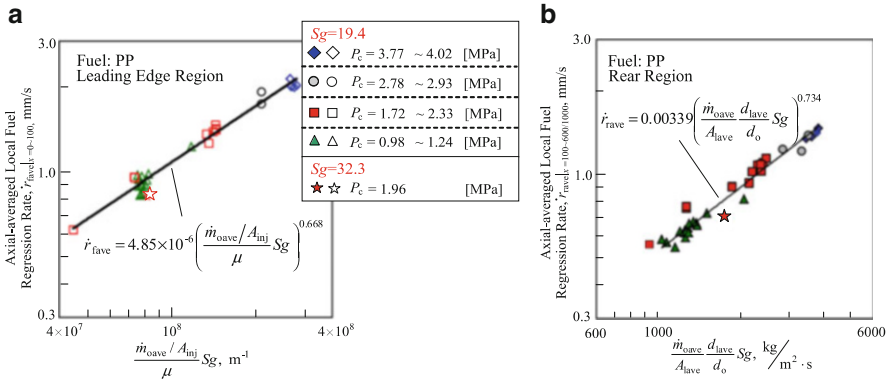 a
3.0
1.0
0.3
Axial-averaged Local Fuel
Regression Rate, ṙfave|x=0~100, mm/s
Fuel: PP
Leading Edge Region
ṙfave = 4.85×10⁻⁶ ( ṁoave/Ainj / μ Sg )^0.668
4×10⁷ 10⁸ 4×10⁸
ṁoave / Ainj / μ Sg, m⁻¹
Sg=19.4
Pc = 3.77 ~ 4.02 [MPa]
Pc = 2.78 ~ 2.93 [MPa]
Pc = 1.72 ~ 2.33 [MPa]
Pc = 0.98 ~ 1.24 [MPa]
Sg=32.3
Pc = 1.96 [MPa]
b
3.0
1.0
0.3
Axial-averaged Local Fuel
Regression Rate, ṙrave|x=100~900/1000, mm/s
Fuel: PP
Rear Region
ṙrave = 0.00339 ( ṁoave/Alave dlave/do Sg )^0.734
600 1000 6000
ṁoave/Alave dlave/do Sg, kg/m²·s